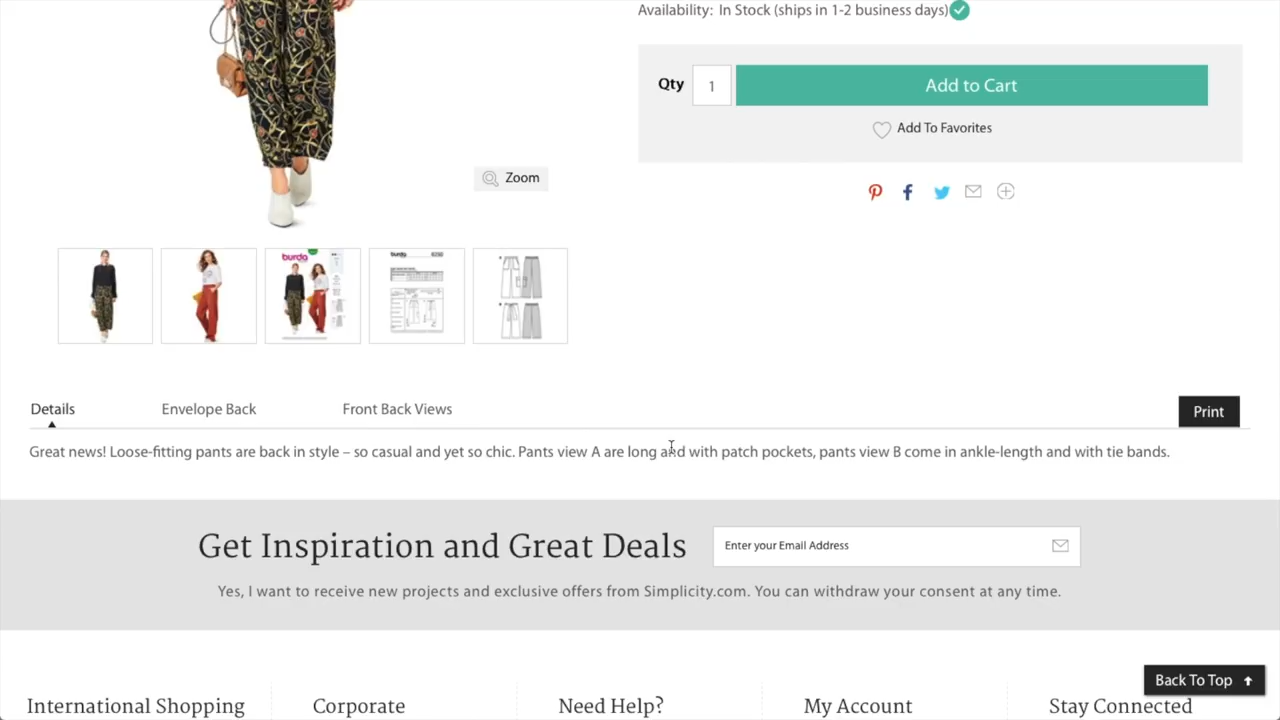 Availability: In Stock (ships in 1-2 business days)
Qty 1 Add to Cart
Add To Favorites
Zoom
burda
burda
Details Envelope Back Front Back Views Print
Great news! Loose-fitting pants are back in style – so casual and yet so chic. Pants view A are long and with patch pockets, pants view B come in ankle-length and with tie bands.
Get Inspiration and Great Deals
Enter your Email Address
Yes, I want to receive new projects and exclusive offers from Simplicity.com. You can withdraw your consent at any time.
Back To Top
International Shopping Corporate Need Help? My Account Stay Connected